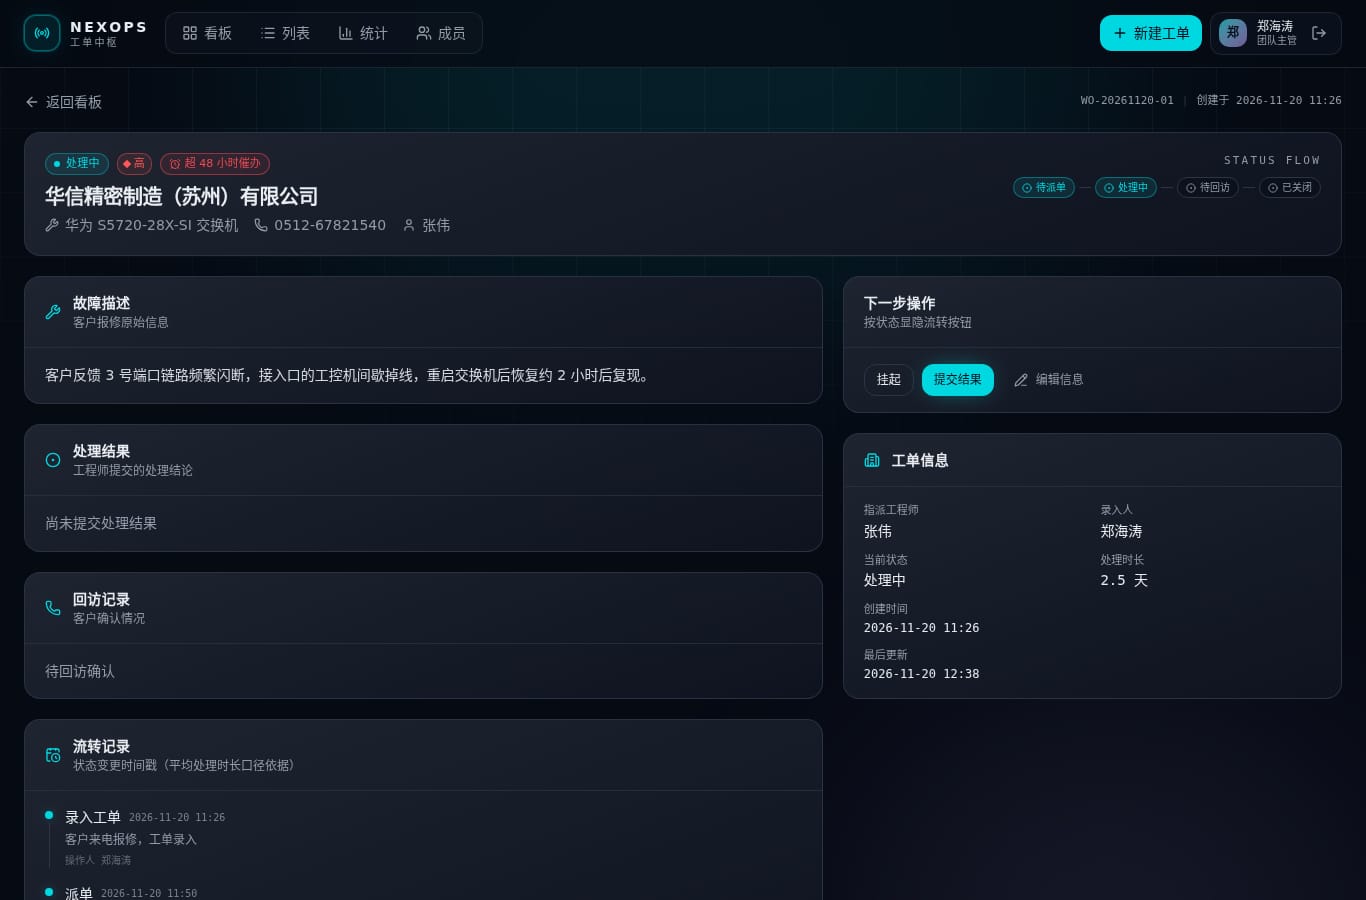 NEXOPS
工单中枢
看板
列表
统计
成员
新建工单
郑
郑海涛
团队主管
返回看板
WO-20261120-01 | 创建于 2026-11-20 11:26
处理中
高
超 48 小时催办
华信精密制造（苏州）有限公司
华为 S5720-28X-SI 交换机
0512-67821540
张伟
STATUS FLOW
待派单
处理中
待回访
已关闭
故障描述
客户报修原始信息
客户反馈 3 号端口链路频繁闪断，接入口的工控机间歇掉线，重启交换机后恢复约 2 小时后复现。
处理结果
工程师提交的处理结论
尚未提交处理结果
回访记录
客户确认情况
待回访确认
流转记录
状态变更时间戳（平均处理时长口径依据）
录入工单 2026-11-20 11:26
客户来电报修，工单录入
操作人 郑海涛
派单 2026-11-20 11:50
下一步操作
按状态显隐流转按钮
挂起
提交结果
编辑信息
工单信息
指派工程师
张伟
录入人
郑海涛
当前状态
处理中
处理时长
2.5 天
创建时间
2026-11-20 11:26
最后更新
2026-11-20 12:38